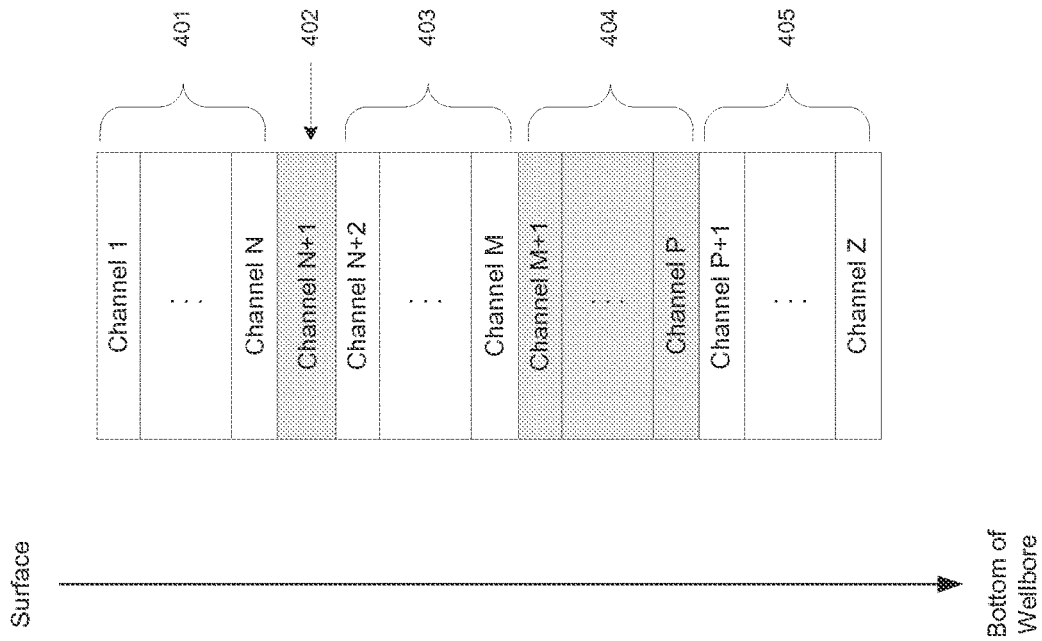 Surface
Bottom of
Wellbore
Channel 1
. . .
Channel N
Channel N+1
Channel N+2
. . .
Channel M
Channel M+1
. . .
Channel P
Channel P+1
. . .
Channel Z
401
402
403
404
405